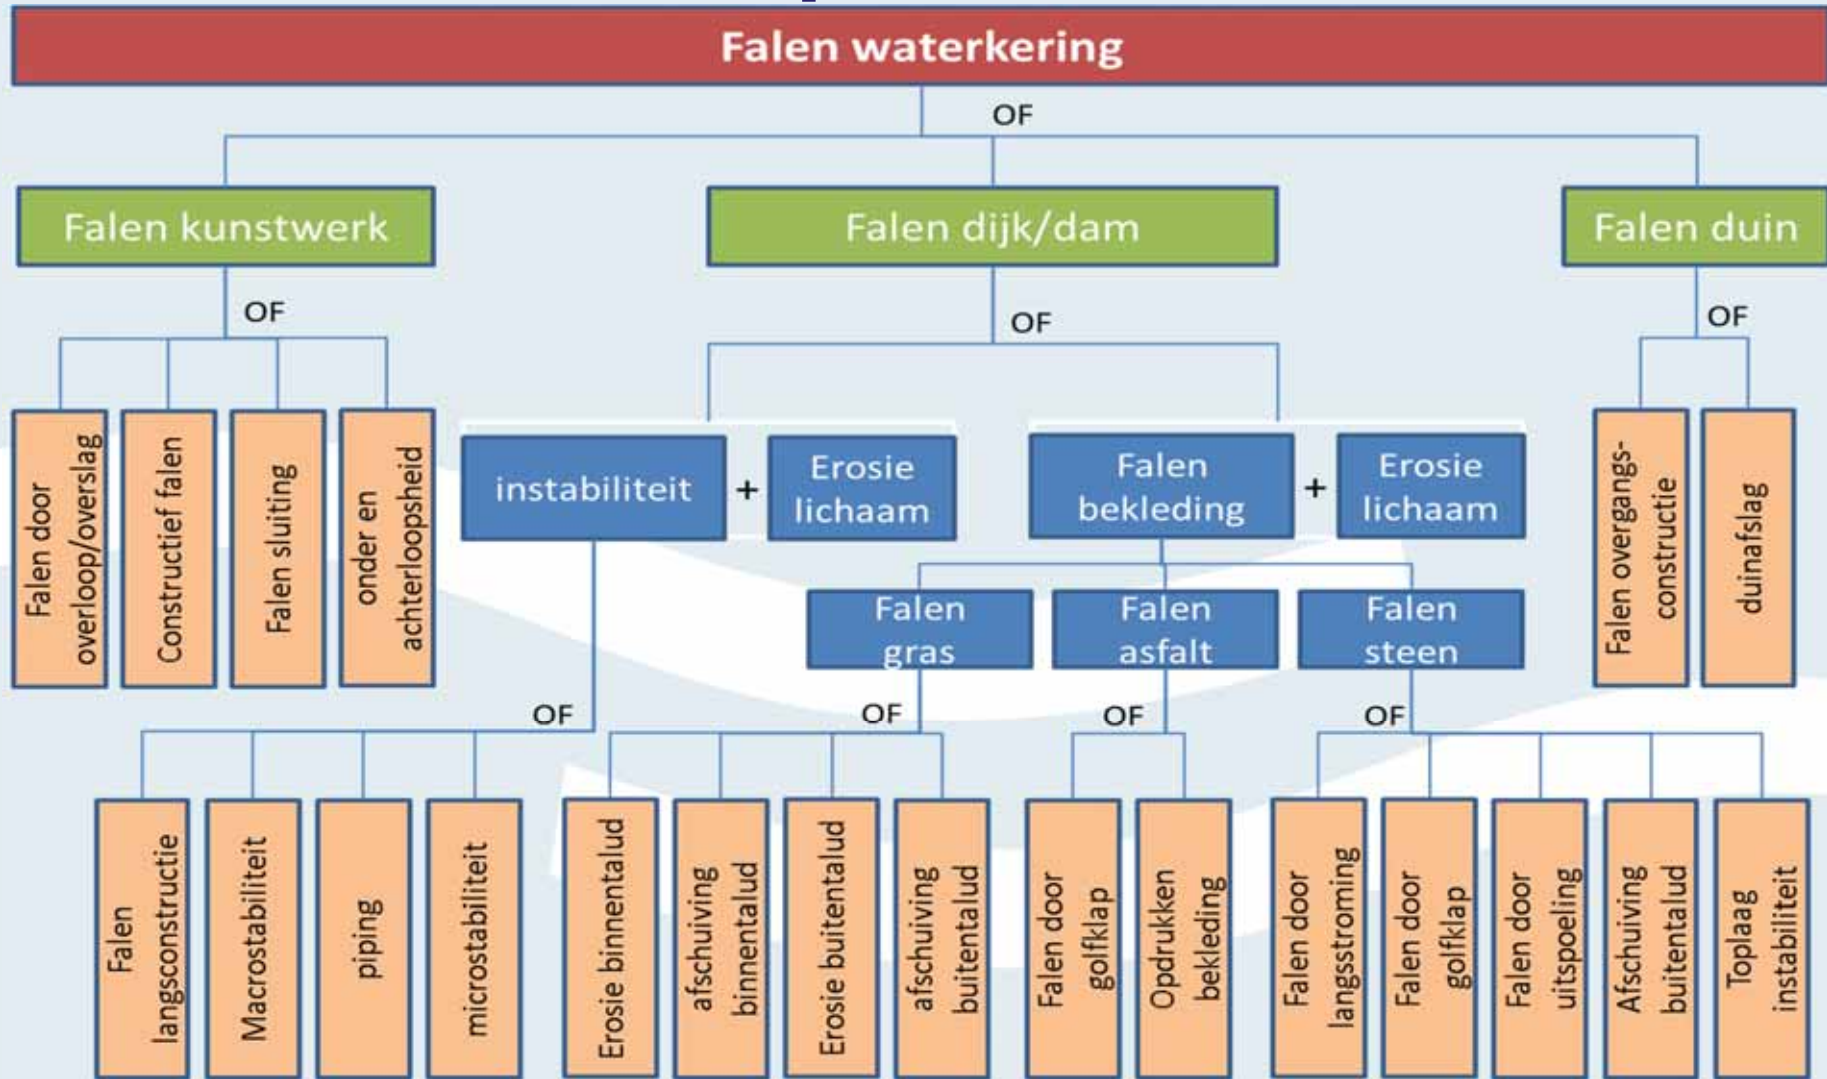 Falen waterkering
OF
Falen kunstwerk
Falen dijk/dam
Falen duin
OF
OF
OF
Falen door
overloop/overslag
Constructief falen
Falen sluiting
onder en
achterloopsheid
instabiliteit
+
Erosie
lichaam
Falen
bekleding
+
Erosie
lichaam
Falen overgangs-
constructie
duinafslag
Falen
gras
Falen
asfalt
Falen
steen
OF
OF
OF
OF
Falen
langsconstructie
Macrostabiliteit
piping
microstabiliteit
Erosie binnentalud
afschuiving
binnentalud
Erosie buitentalud
afschuiving
buitentalud
Falen door
golfklap
Opdrukken
bekleding
Falen door
langsstroming
Falen door
golfklap
Falen door
uitspoeling
Afschuiving
buitentalud
Toplaag
instabiliteit